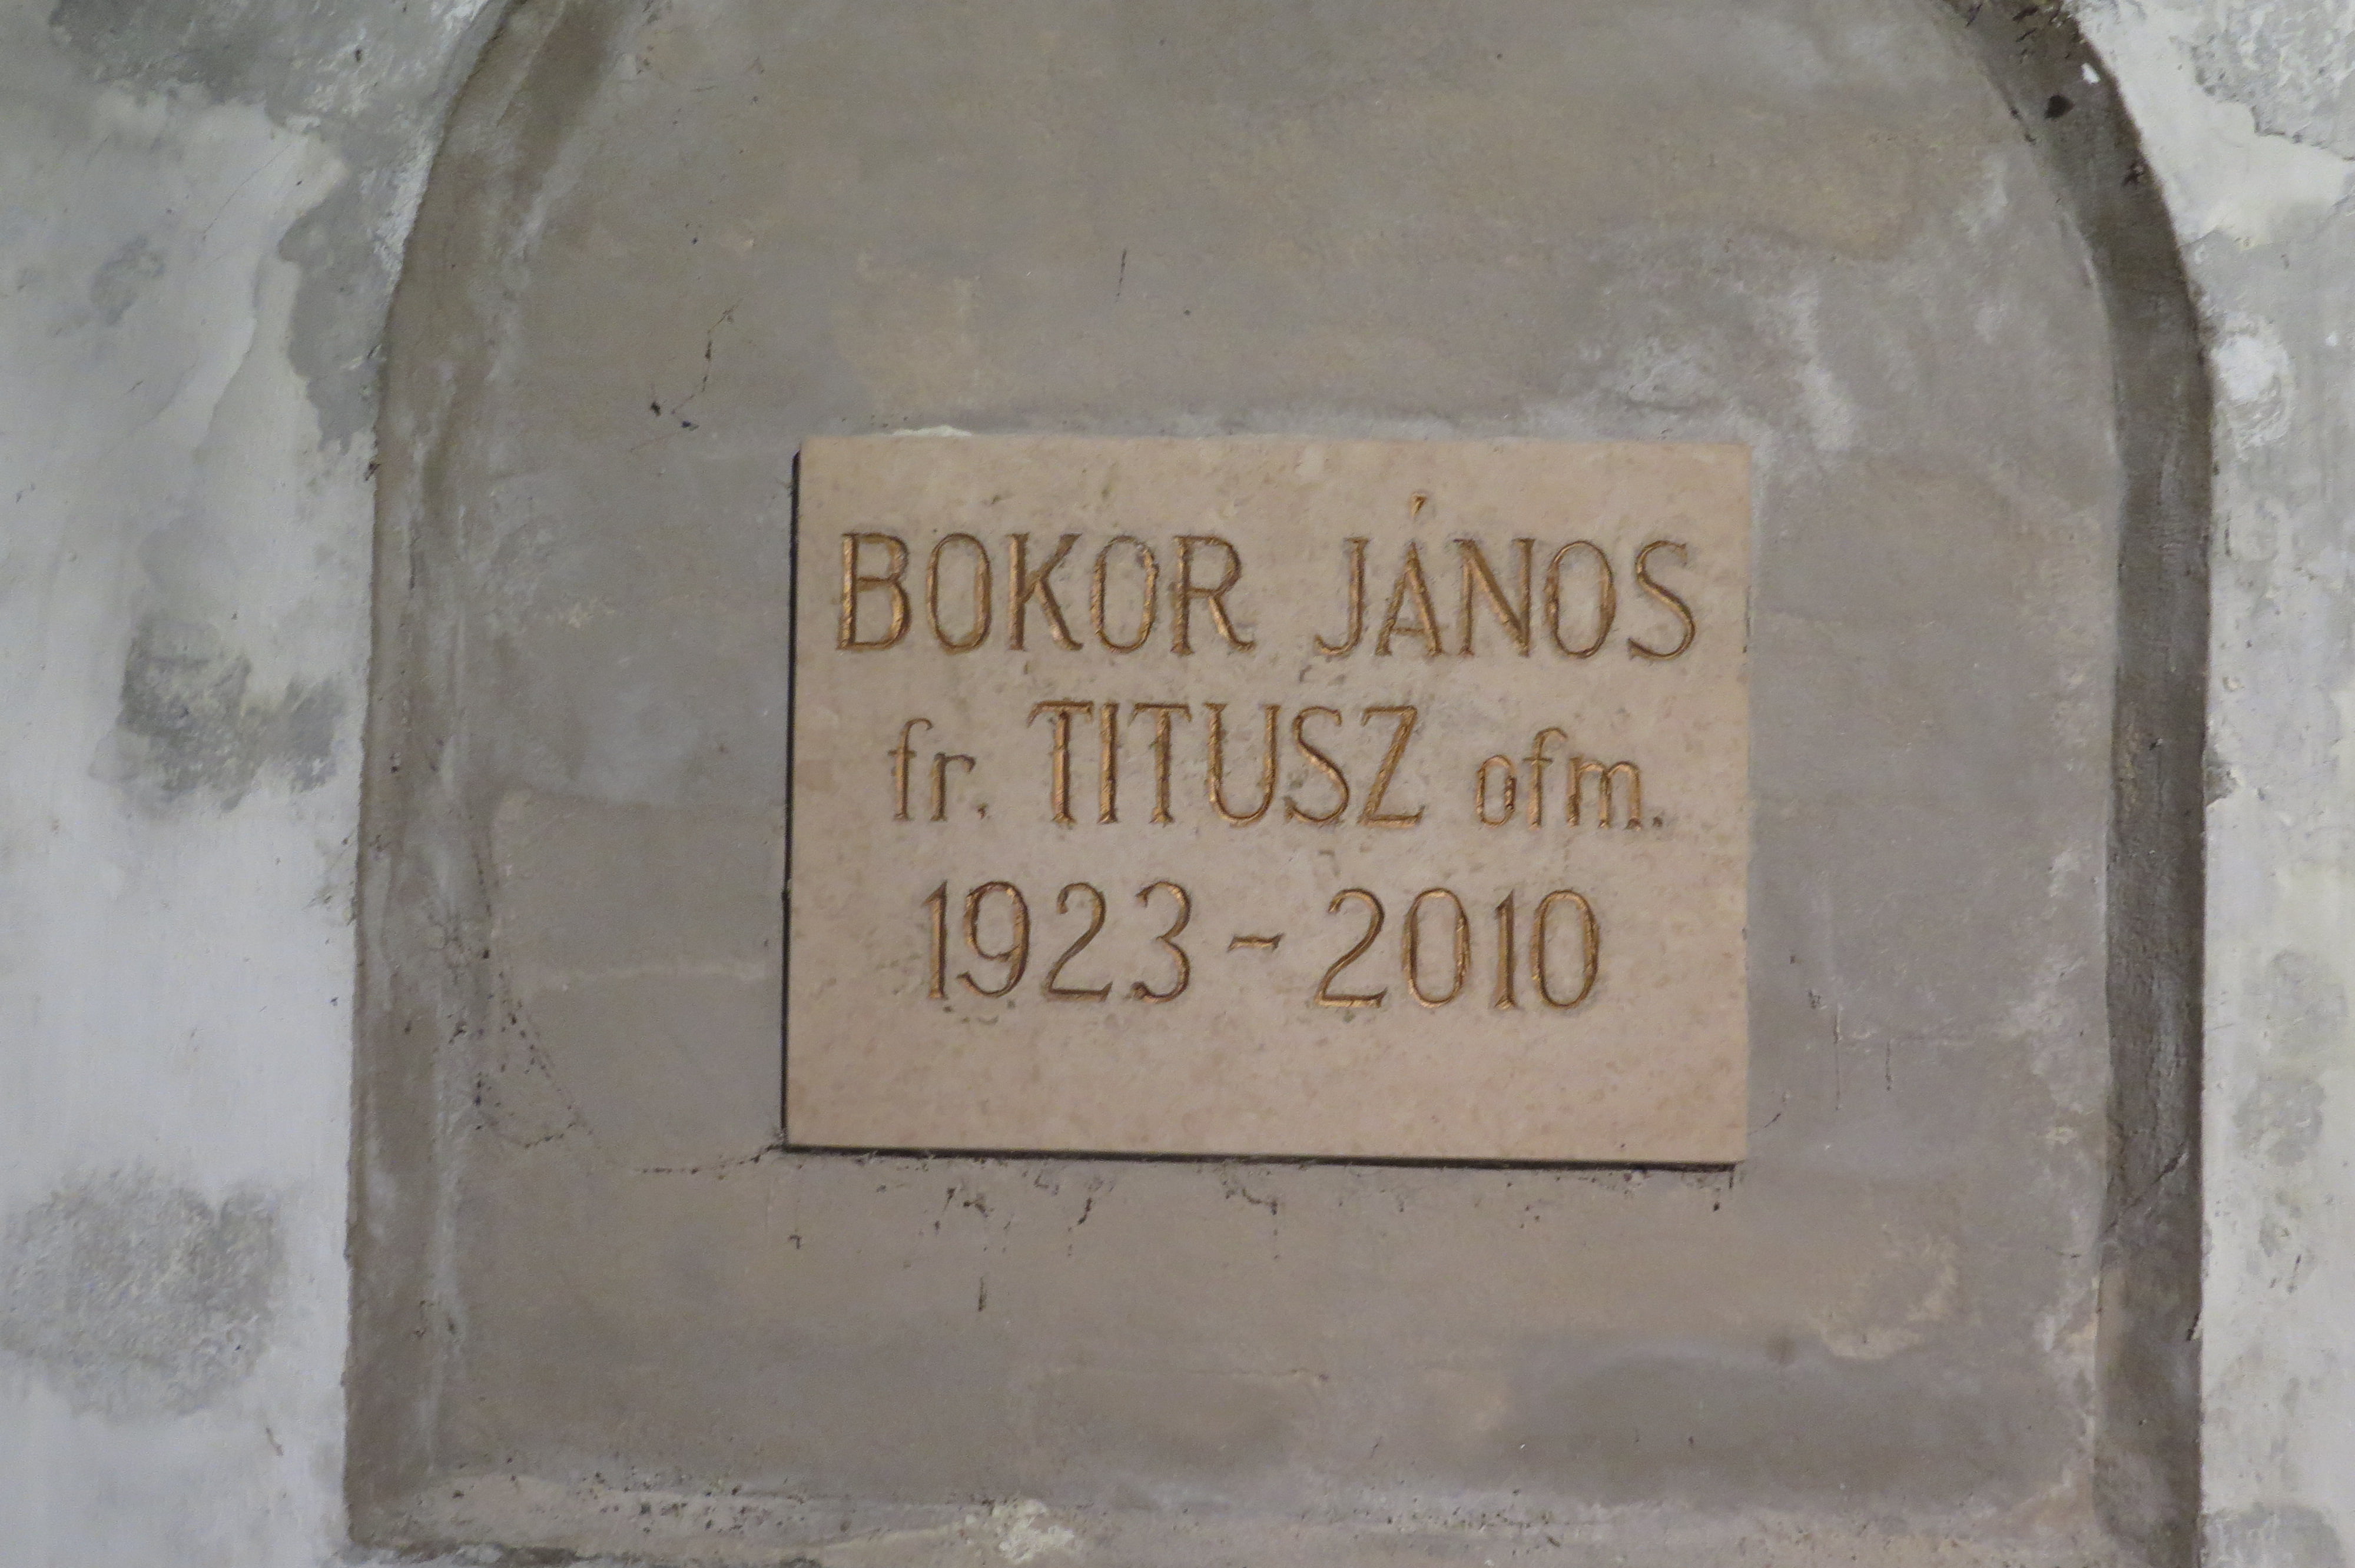 BOKOR JÁNOS
fr. TITUSZ ofm.
1923 - 2010